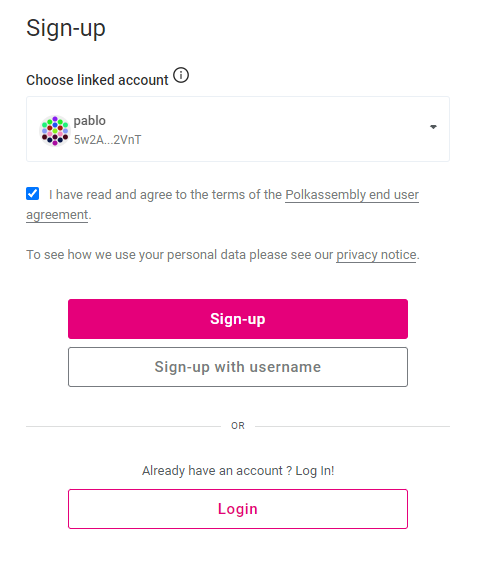 Sign-up
Choose linked account
pablo
5w2A...2VnT
I have read and agree to the terms of the Polkassembly end user
agreement.
To see how we use your personal data please see our privacy notice.
Sign-up
Sign-up with username
OR
Already have an account ? Log In!
Login